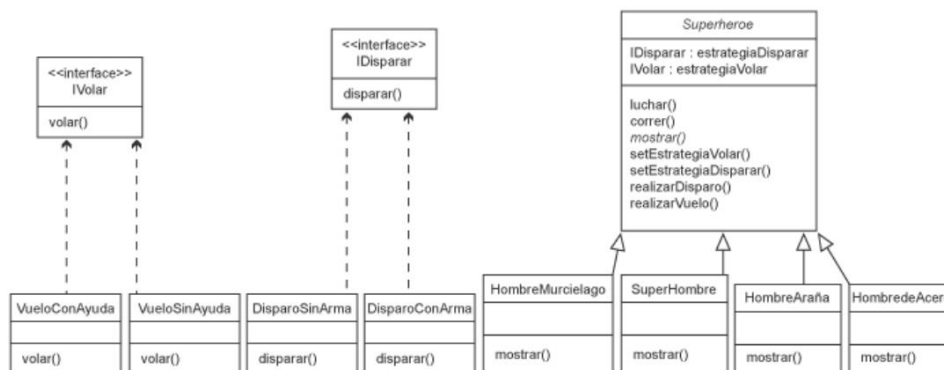 <<interface>>
IVolar
volar()
<<interface>>
IDisparar
disparar()
Superheroe
IDisparar : estrategiaDisparar
IVolar : estrategiaVolar
luchar()
correr()
mostrar()
setEstrategiaVolar()
setEstrategiaDisparar()
realizarDisparo()
realizarVuelo()
VueloConAyuda
volar()
VueloSinAyuda
volar()
DisparoSinArma
disparar()
DisparoConArma
disparar()
HombreMurcielago
mostrar()
SuperHombre
mostrar()
HombreAraña
mostrar()
HombredeAcer
mostrar()